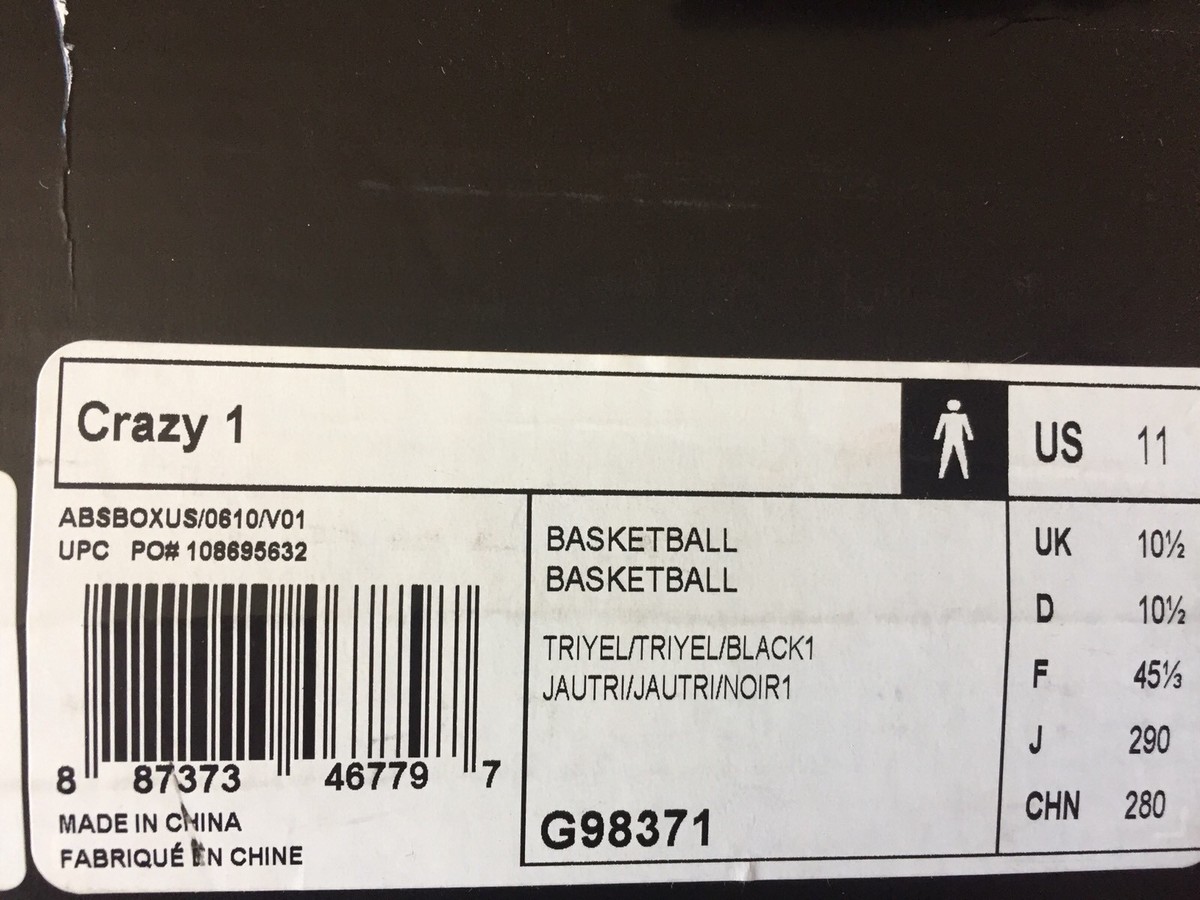 Crazy 1
US 11
ABSBOXUS/0610/V01
UPC PO# 108695632
8 87373 46779 7
MADE IN CHINA
FABRIQUÉ EN CHINE
BASKETBALL
BASKETBALL
TRIYEL/TRIYEL/BLACK1
JAUTRI/JAUTRI/NOIR1
G98371
UK 10½
D 10½
F 45⅓
J 290
CHN 280